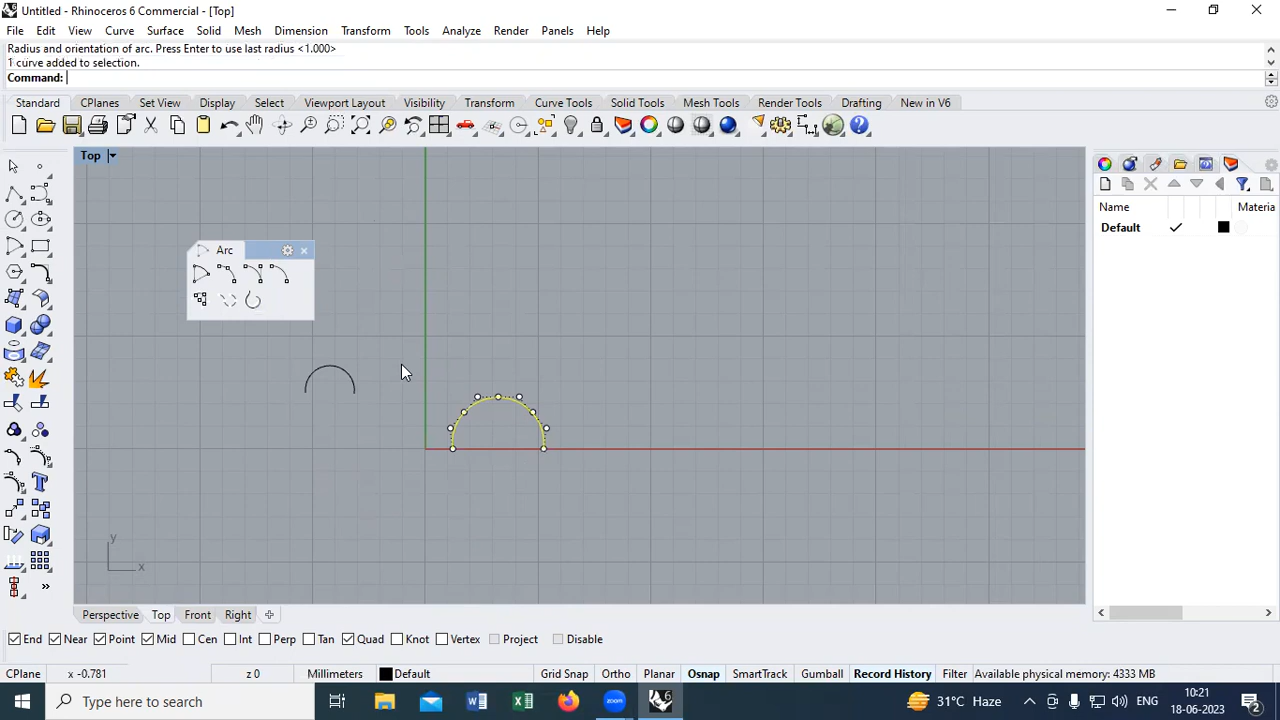 Untitled - Rhinoceros 6 Commercial - [Top]
File Edit View Curve Surface Solid Mesh Dimension Transform Tools Analyze Render Panels Help
Radius and orientation of arc. Press Enter to use last radius <1.000>
1 curve added to selection.
Command:
Standard CPlanes Set View Display Select Viewport Layout Visibility Transform Curve Tools Solid Tools Mesh Tools Render Tools Drafting New in V6
Top
Name Materia
Default
Arc
y
x
Perspective Top Front Right
End Near Point Mid Cen Int Perp Tan Quad Knot Vertex Project Disable
CPlane x -0.781 z 0 Millimeters Default Grid Snap Ortho Planar Osnap SmartTrack Gumball Record History Filter Available physical memory: 4333 MB
Type here to search
zoom
31°C Haze ENG 10:21
18-06-2023
2